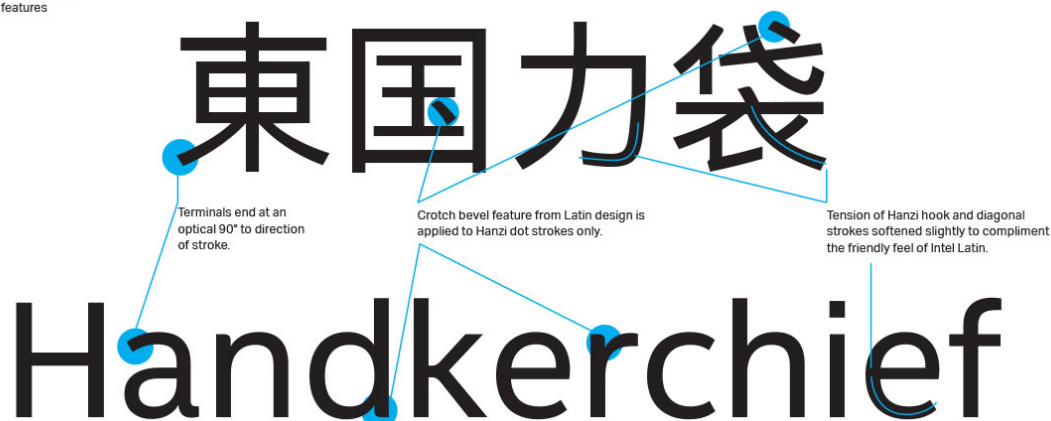 features
東国力袋
Terminals end at an
optical 90° to direction
of stroke.
Crotch bevel feature from Latin design is
applied to Hanzi dot strokes only.
Tension of Hanzi hook and diagonal
strokes softened slightly to compliment
the friendly feel of Intel Latin.
Handkerchief